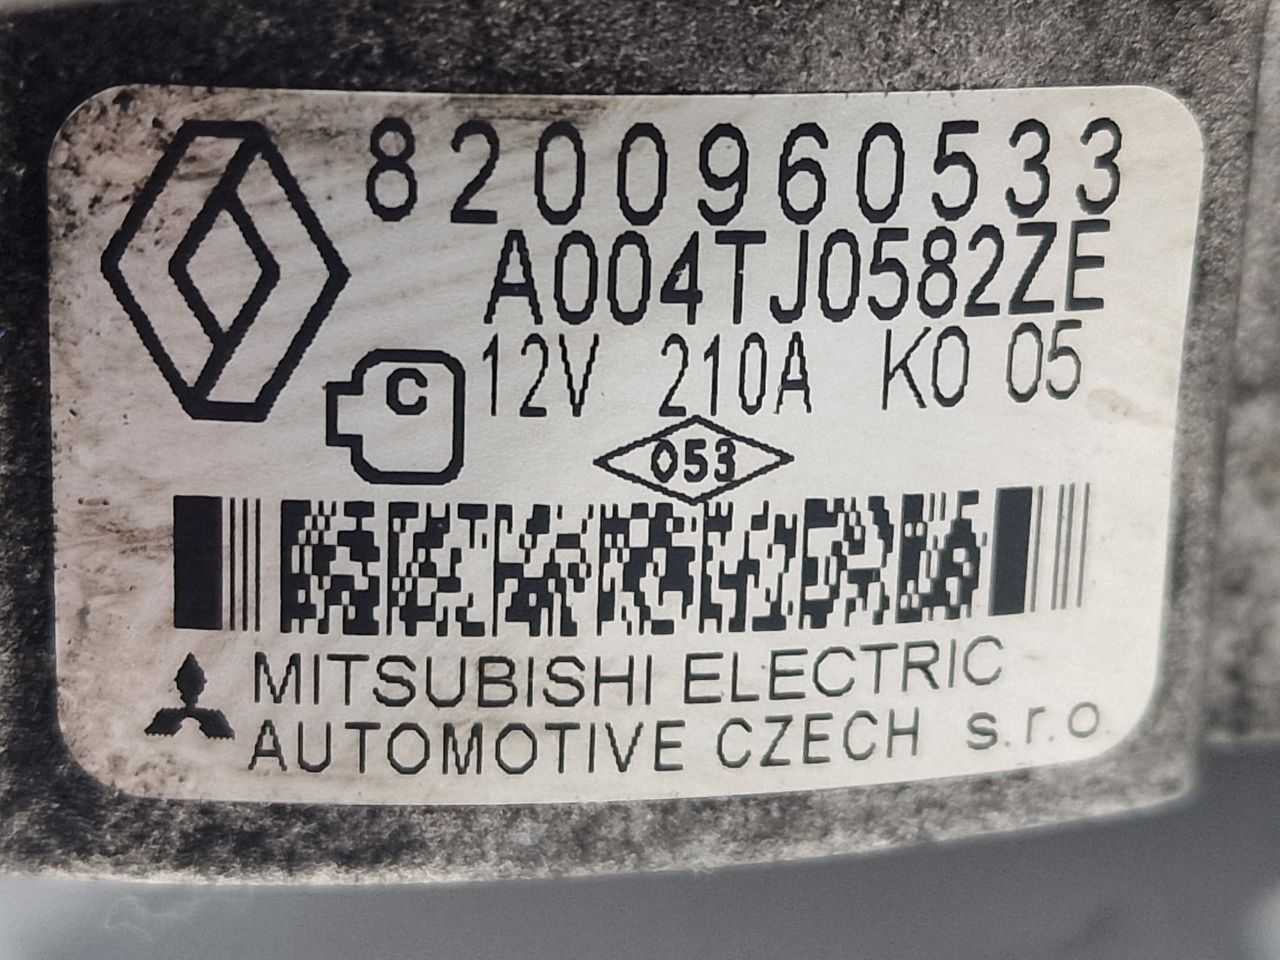 8200960533
A004TJ0582ZE
12V 210A K0 05
C
053
MITSUBISHI ELECTRIC
AUTOMOTIVE CZECH s.r.o.